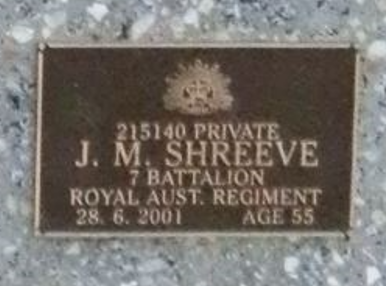 215140 PRIVATE
J. M. SHREEVE
7 BATTALION
ROYAL AUST. REGIMENT
28. 6. 2001 AGE 55